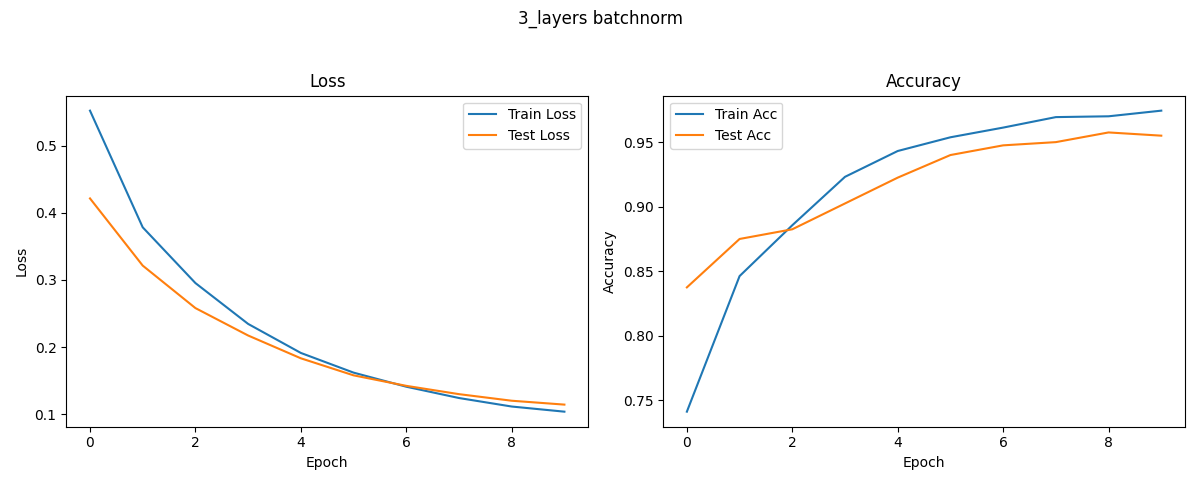 3_layers batchnorm
Loss
Train Loss
Test Loss
0.5
0.4
0.3
0.2
0.1
Loss
0 2 4 6 8
Epoch
Accuracy
Train Acc
Test Acc
0.95
0.90
0.85
0.80
0.75
Accuracy
0 2 4 6 8
Epoch